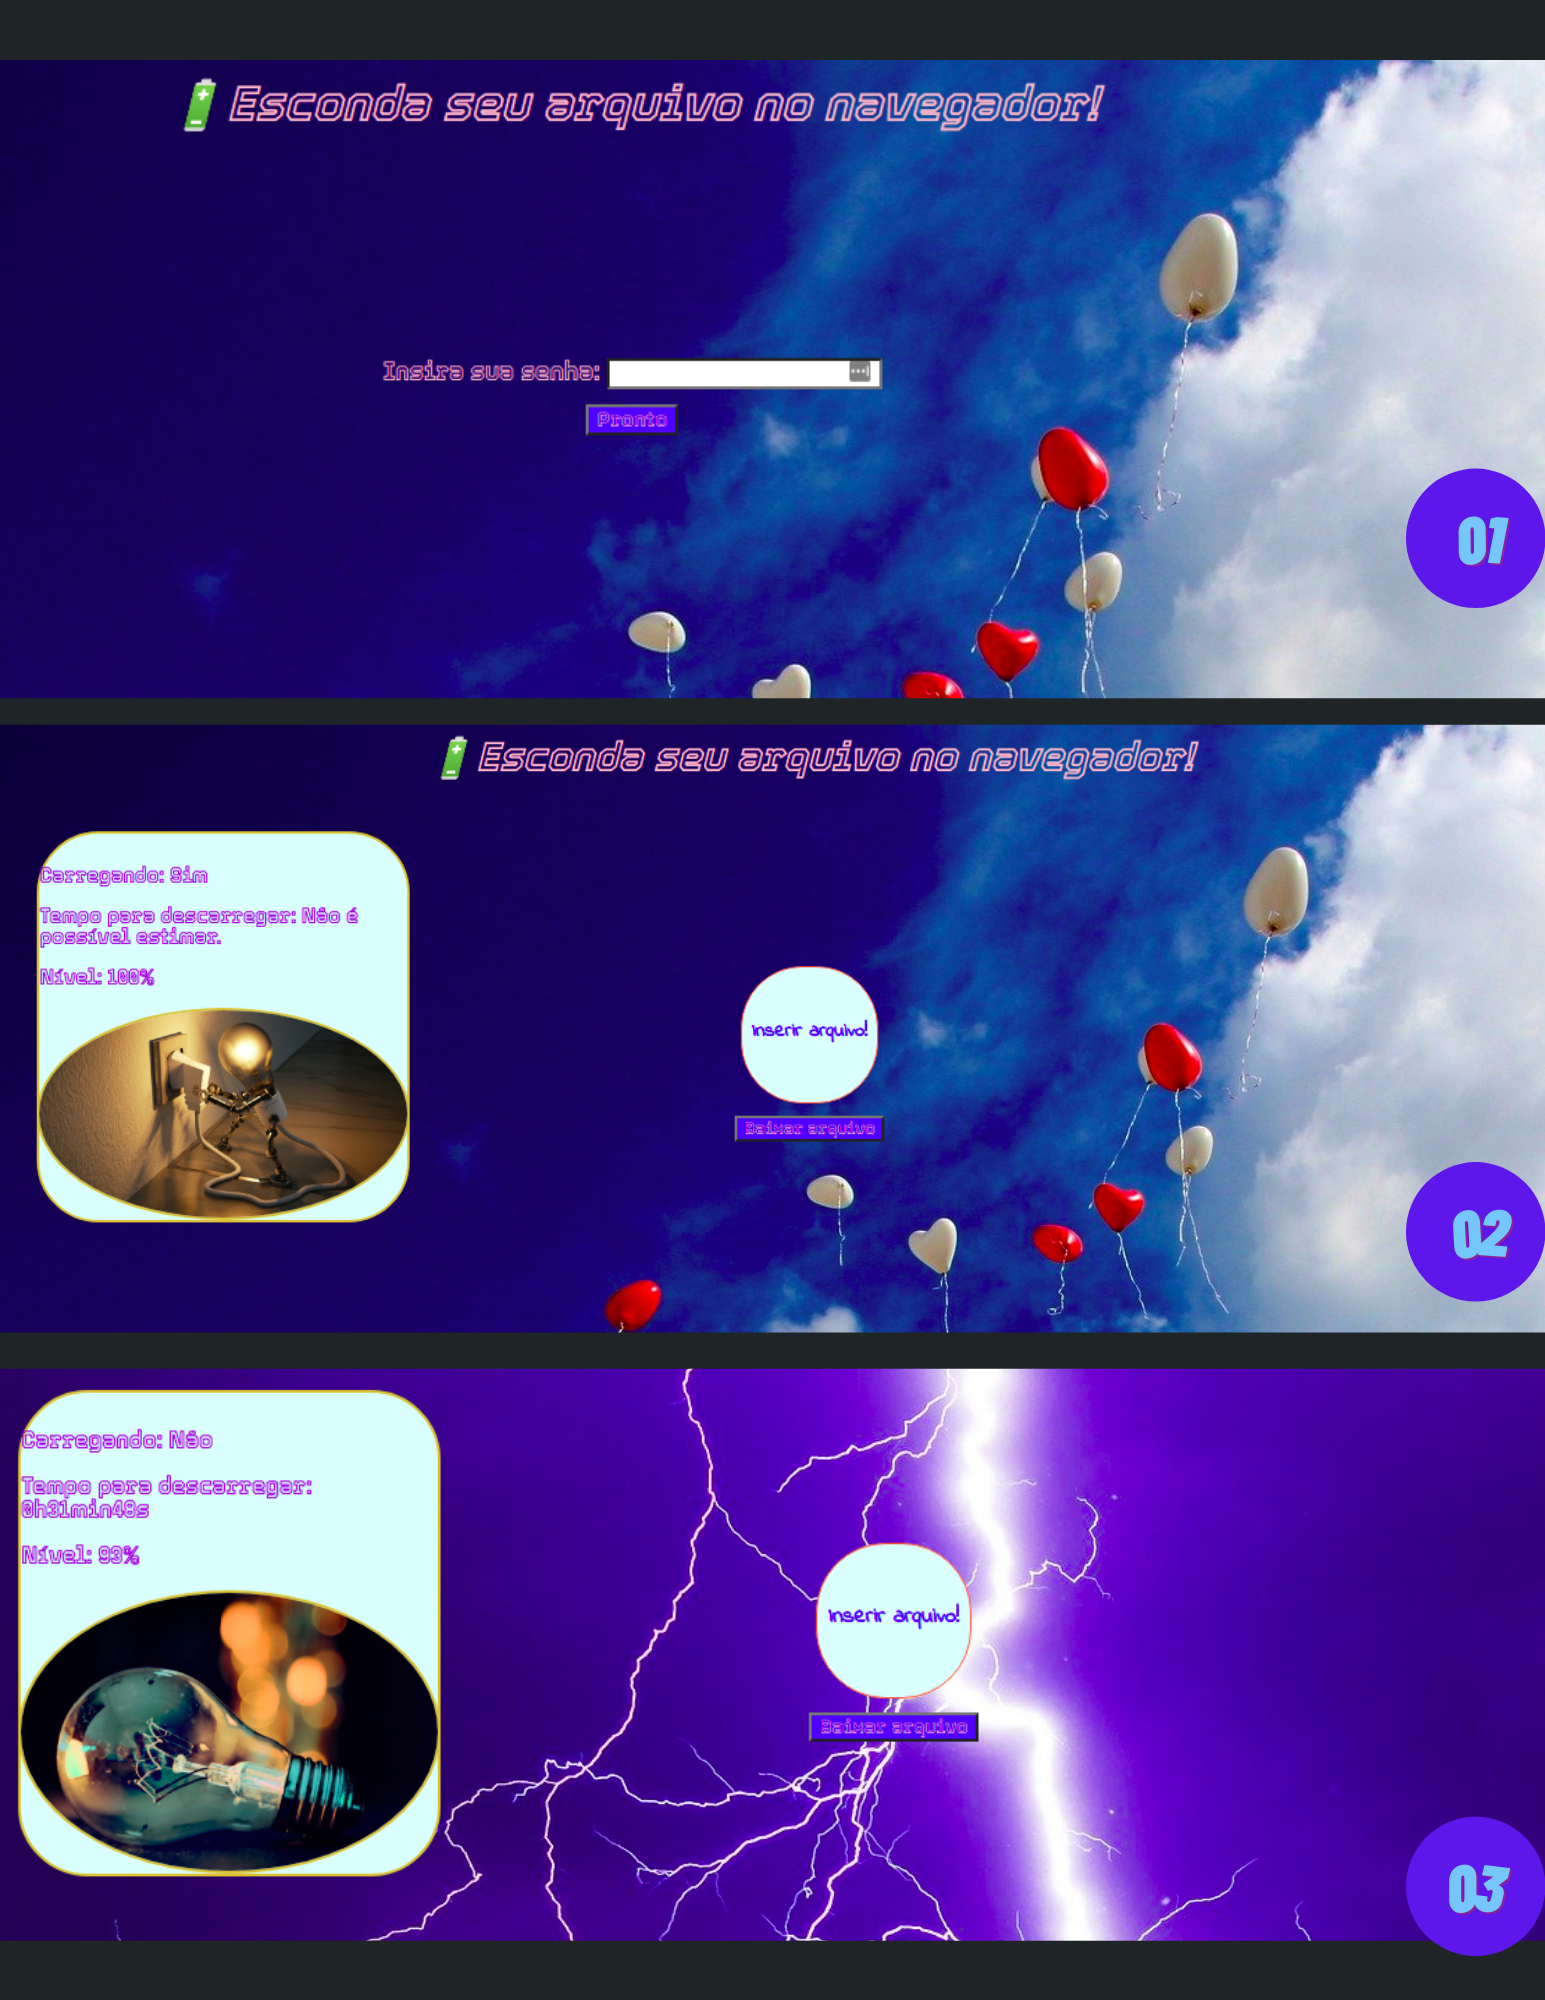 Esconda seu arquivo no navegador!
Insira sua senha:
Pronto
01
Esconda seu arquivo no navegador!
Carregando: Sim
Tempo para descarregar: Não é
possível estimar.
Nível: 100%
Inserir arquivo!
Baixar arquivo
02
Carregando: Não
Tempo para descarregar:
0h31min48s
Nível: 93%
Inserir arquivo!
Baixar arquivo
03